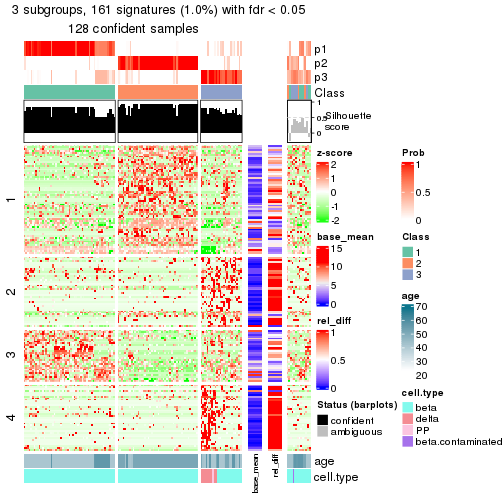 3 subgroups, 161 signatures (1.0%) with fdr < 0.05
128 confident samples
p1
p2
p3
Class
1
0.5
0
Silhouette
score
1
2
3
4
age
cell.type
base_mean
rel_diff
z-score
2
1
0
-1
-2
base_mean
15
10
5
0
rel_diff
1
0.5
0
Status (barplots)
confident
ambiguous
Prob
1
0.5
0
Class
1
2
3
age
70
60
50
40
30
20
cell.type
beta
delta
PP
beta.contaminated